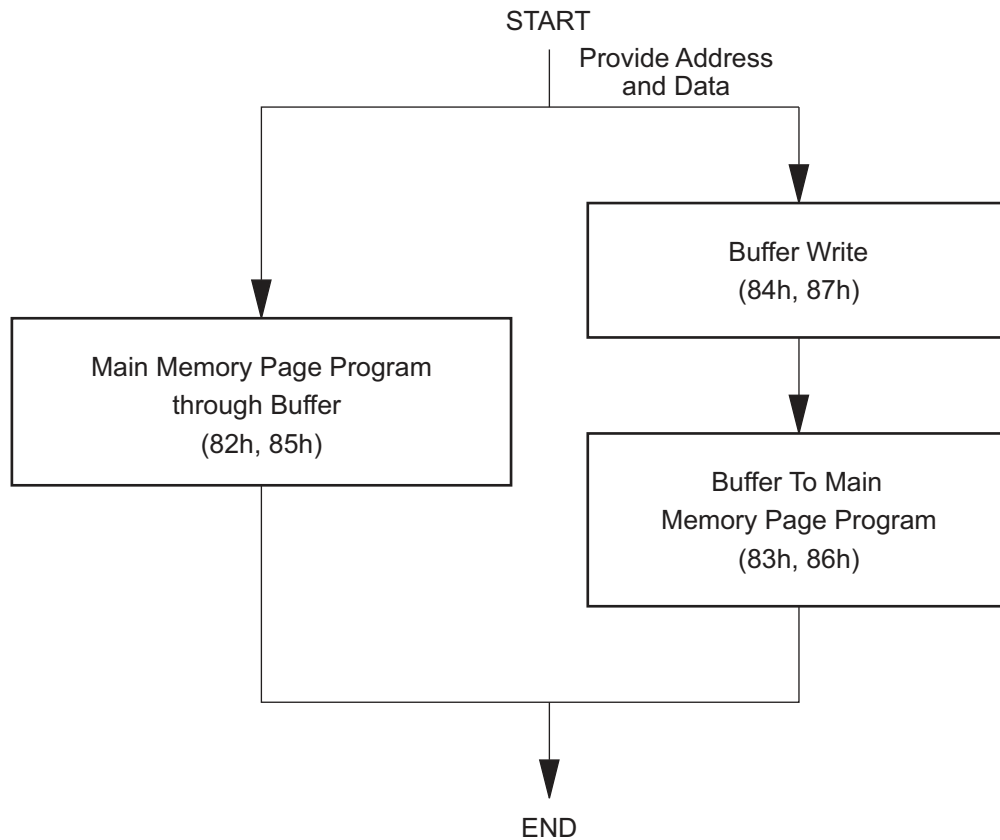 START
Provide Address
and Data
Buffer Write
(84h, 87h)
Main Memory Page Program
through Buffer
(82h, 85h)
Buffer To Main
Memory Page Program
(83h, 86h)
END